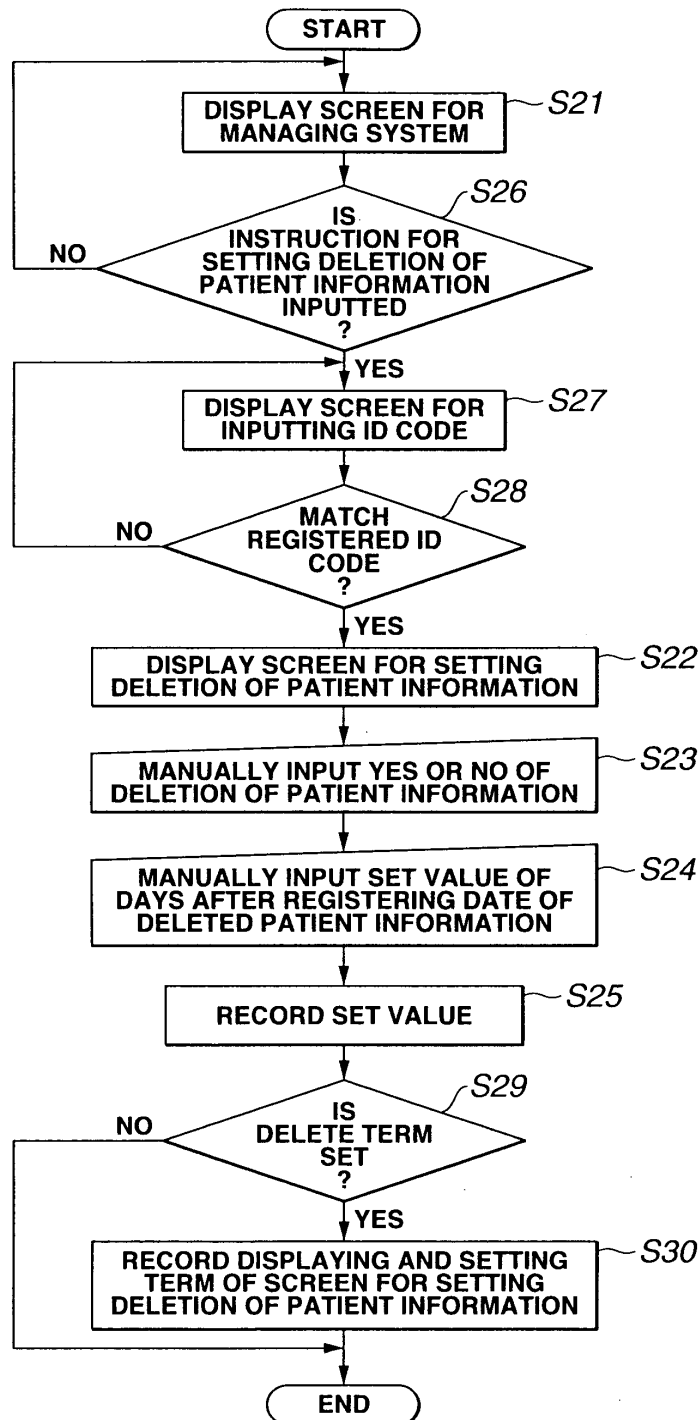 START
DISPLAY SCREEN FOR
MANAGING SYSTEM
S21
IS
INSTRUCTION FOR
SETTING DELETION OF
PATIENT INFORMATION
INPUTTED
?
S26
NO
YES
DISPLAY SCREEN FOR
INPUTTING ID CODE
S27
MATCH
REGISTERED ID
CODE
?
S28
NO
YES
DISPLAY SCREEN FOR SETTING
DELETION OF PATIENT INFORMATION
S22
MANUALLY INPUT YES OR NO OF
DELETION OF PATIENT INFORMATION
S23
MANUALLY INPUT SET VALUE OF
DAYS AFTER REGISTERING DATE OF
DELETED PATIENT INFORMATION
S24
RECORD SET VALUE
S25
IS
DELETE TERM
SET
?
S29
NO
YES
RECORD DISPLAYING AND SETTING
TERM OF SCREEN FOR SETTING
DELETION OF PATIENT INFORMATION
S30
END